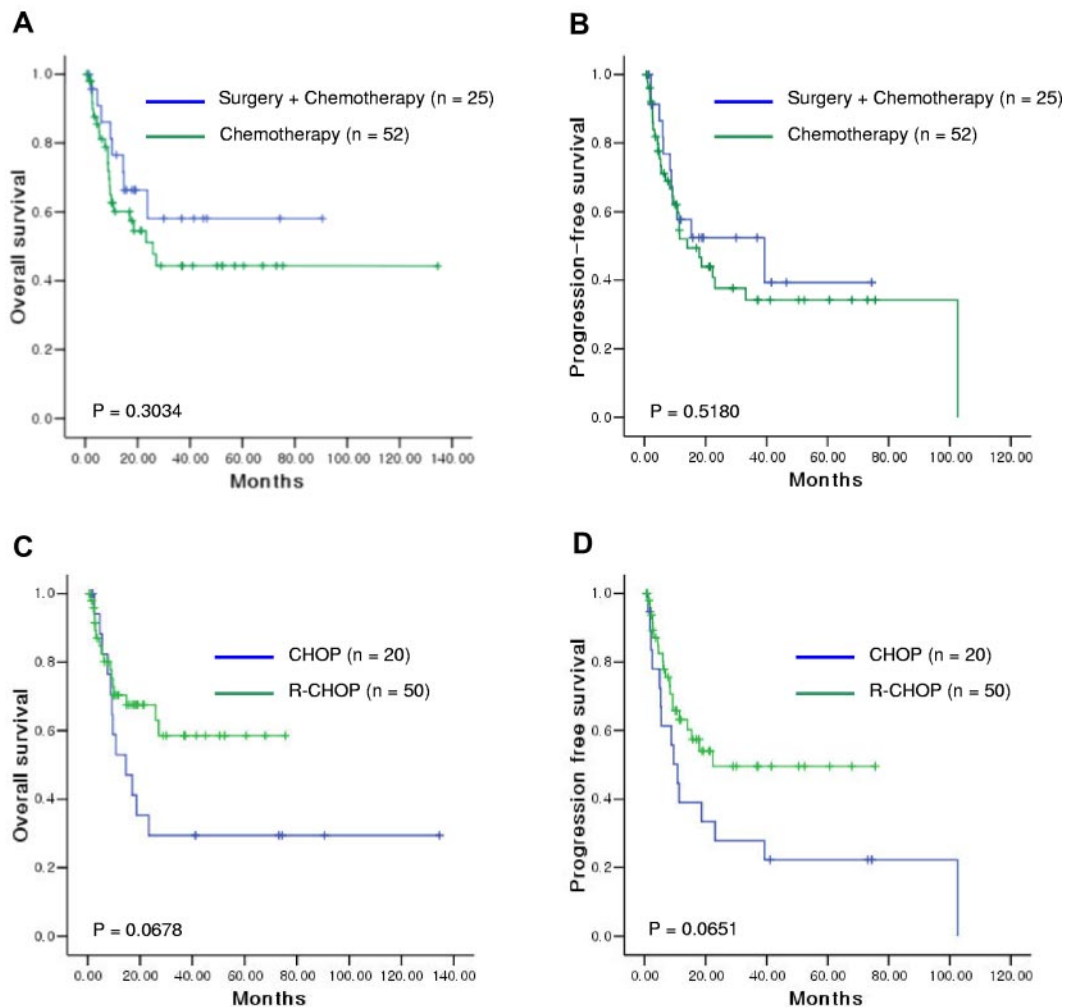 A
Overall survival
1.0
0.8
0.6
0.4
0.2
0.0
Surgery + Chemotherapy (n = 25)
Chemotherapy (n = 52)
P = 0.3034
0.00 20.00 40.00 60.00 80.00 100.00 120.00 140.00
Months
B
Progression-free survival
1.0
0.8
0.6
0.4
0.2
0.0
Surgery + Chemotherapy (n = 25)
Chemotherapy (n = 52)
P = 0.5180
0.00 20.00 40.00 60.00 80.00 100.00 120.00
Months
C
Overall survival
1.0
0.8
0.6
0.4
0.2
0.0
CHOP (n = 20)
R-CHOP (n = 50)
P = 0.0678
0.00 20.00 40.00 60.00 80.00 100.00 120.00 140.00
Months
D
Progression free survival
1.0
0.8
0.6
0.4
0.2
0.0
CHOP (n = 20)
R-CHOP (n = 50)
P = 0.0651
0.00 20.00 40.00 60.00 80.00 100.00 120.00
Months